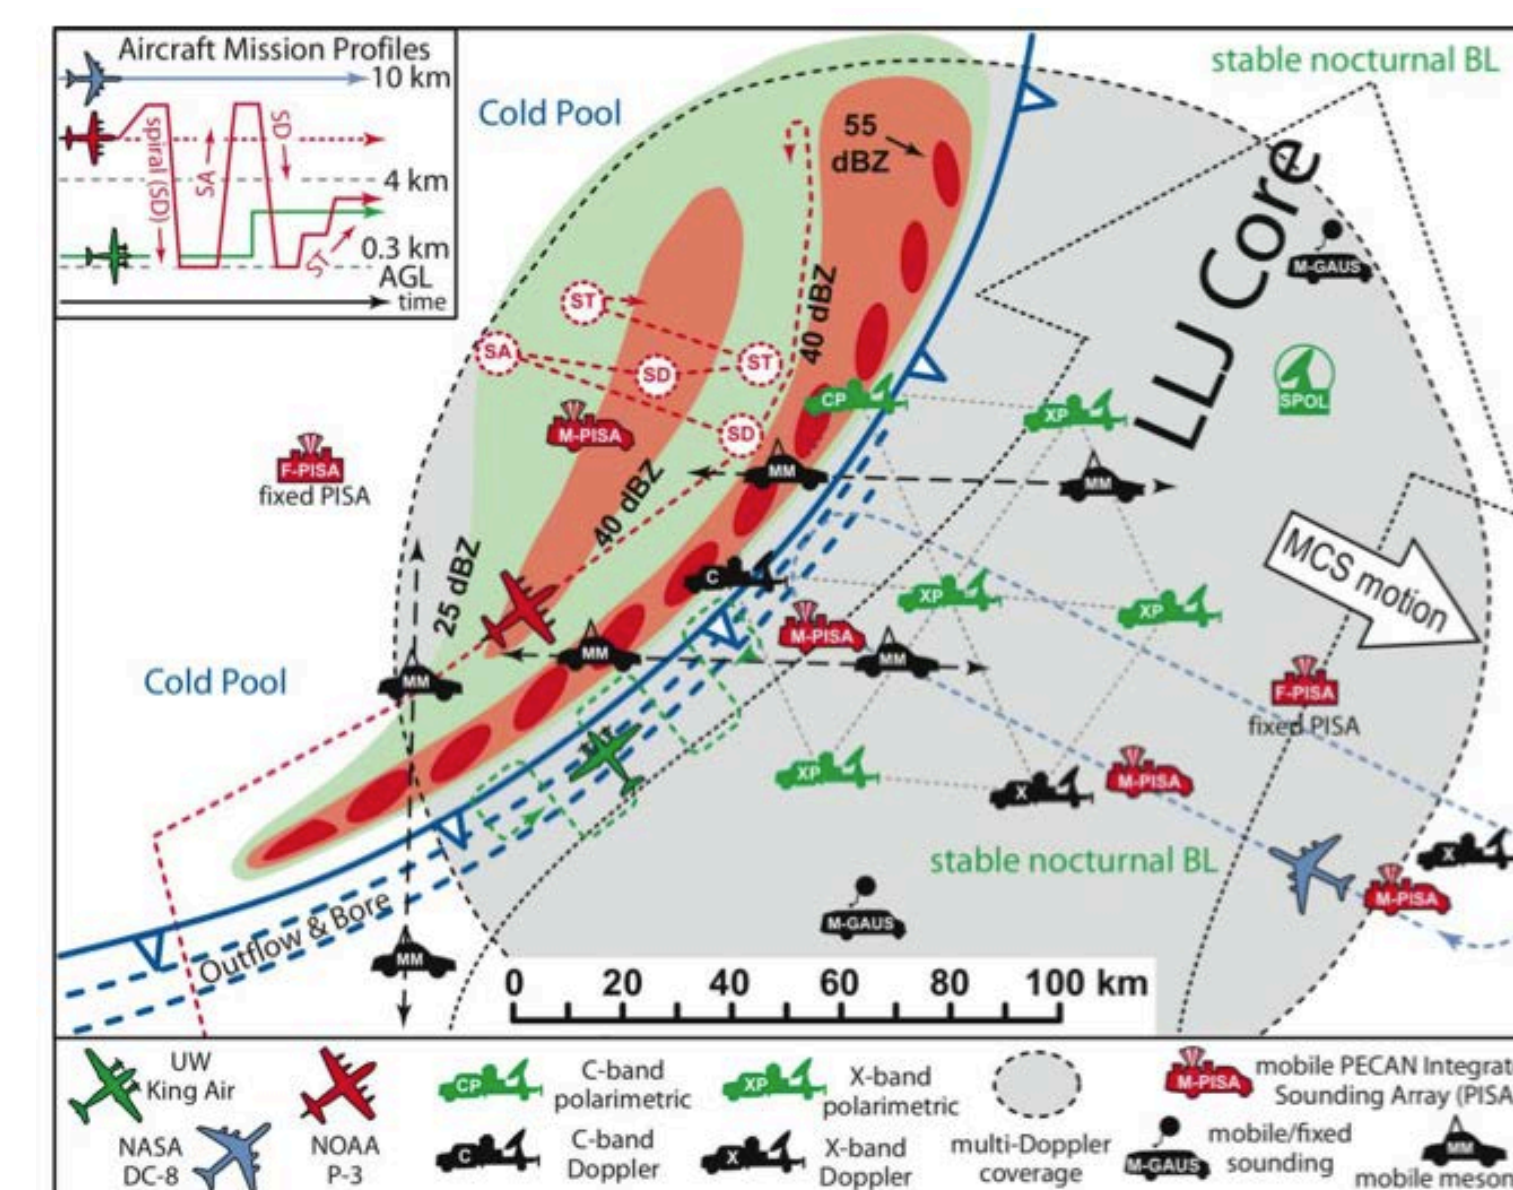 Aircraft Mission Profiles
10 km
spiral (SD)
SA
SD
4 km
0.3 km
ST
AGL
time
Cold Pool
stable nocturnal BL
55
dBZ
LLJ Core
M-GAUS
40 dBZ
ST
SA
SD
ST
SPOL
CP
XP
M-PISA
SD
F-PISA
fixed PISA
MM
MM
40 dBZ
MCS motion
25 dBZ
C
XP
XP
M-PISA
MM
MM
Cold Pool
MM
F-PISA
fixed PISA
XP
X
M-PISA
stable nocturnal BL
X
M-PISA
M-GAUS
Outflow & Bore
MM
0 20 40 60 80 100 km
UW
King Air
NASA
DC-8
NOAA
P-3
CP
C-band
polarimetric
C
C-band
Doppler
XP
X-band
polarimetric
X
X-band
Doppler
multi-Doppler
coverage
M-PISA
mobile PECAN Integrat
Sounding Array (PISA
M-GAUS
mobile/fixed
sounding
MM
mobile meson